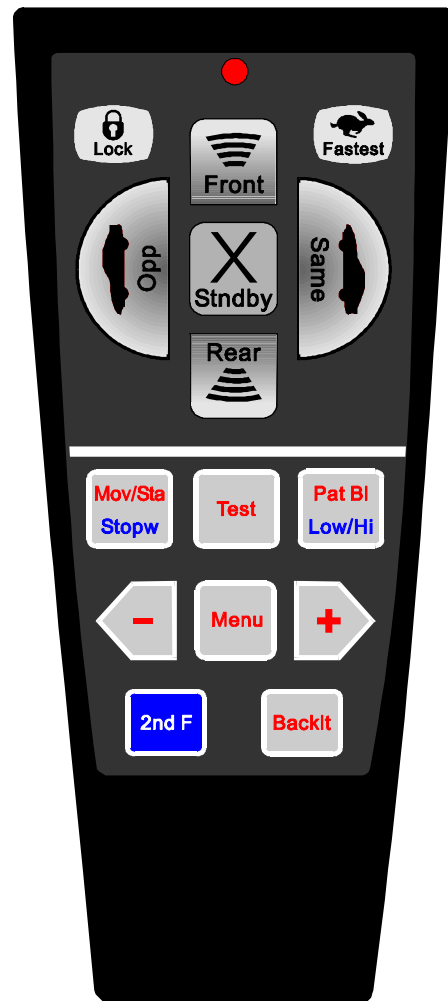 Lock
Fastest
Front
Opp
X
Stndby
Same
Rear
Mov/Sta
Stopw
Test
Pat Bl
Low/Hi
-
Menu
+
2nd F
Backlt